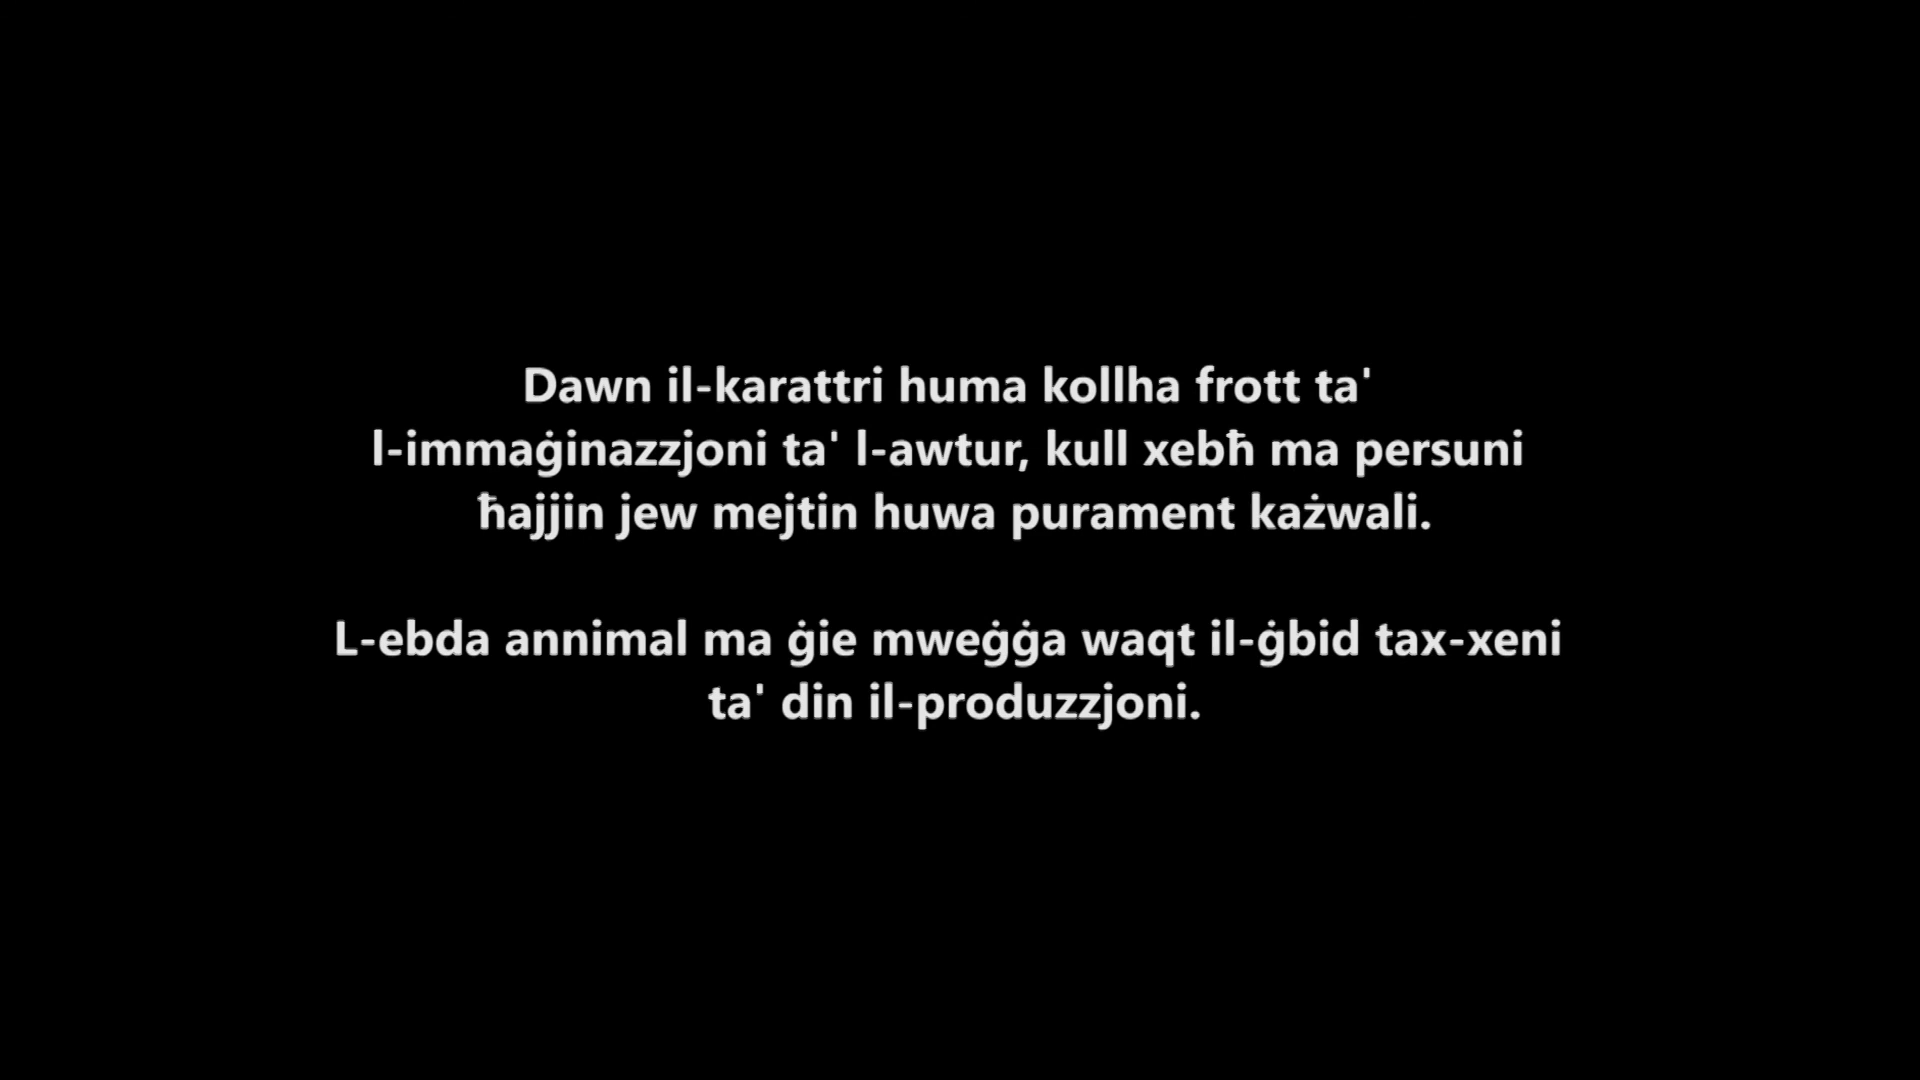 Dawn il-karattri huma kollha frott ta'
l-immaġinazzjoni ta' l-awtur, kull xebħ ma persuni
ħajjin jew mejtin huwa purament każwali.
L-ebda annimal ma ġie mweġġa waqt il-ġbid tax-xeni
ta' din il-produzzjoni.